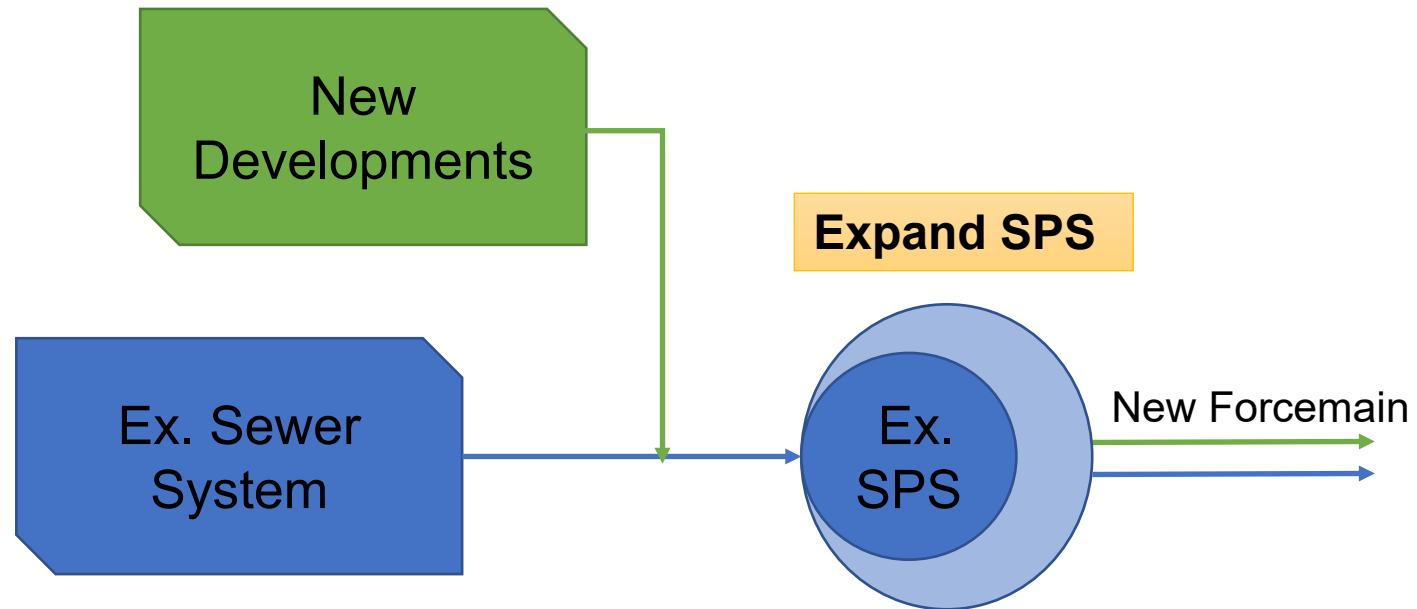 New
Developments
Expand SPS
Ex. Sewer
System
Ex.
SPS
New Forcemain